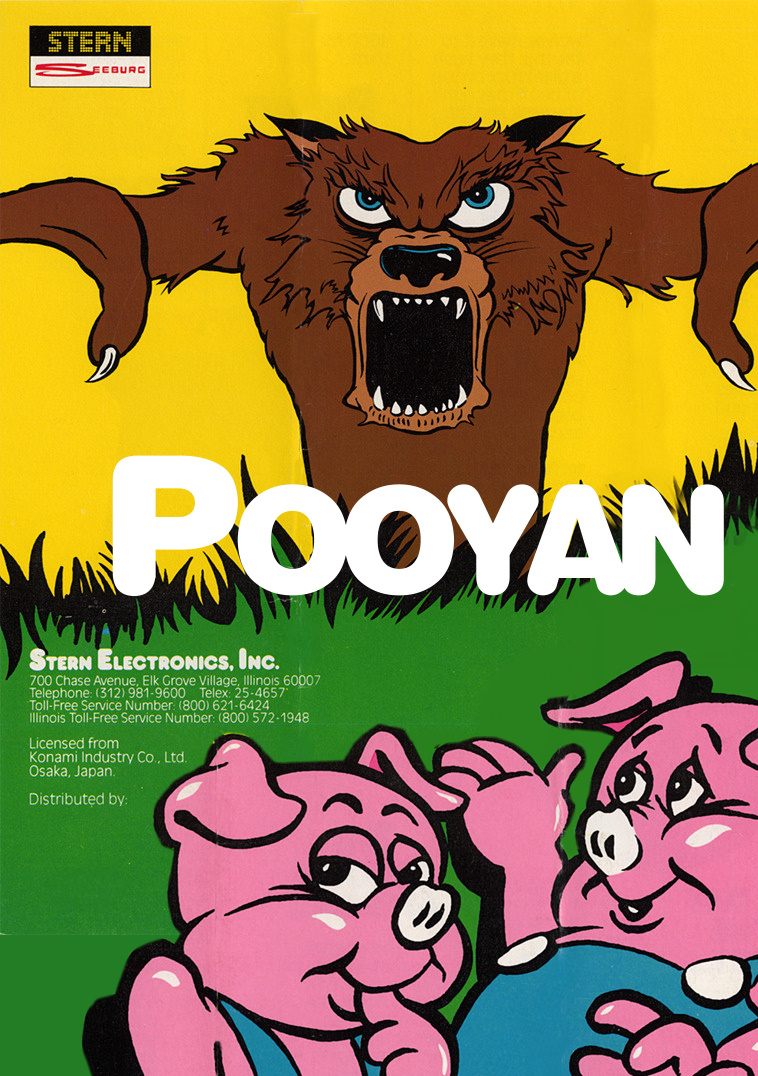 STERN
SEEBURG
POOYAN
STERN ELECTRONICS, INC.
700 Chase Avenue, Elk Grove Village, Illinois 60007
Telephone: (312) 981-9600 Telex: 25-4657
Toll-Free Service Number: (800) 621-6424
Illinois Toll-Free Service Number: (800) 572-1948
Licensed from
Konami Industry Co., Ltd.
Osaka, Japan.
Distributed by: